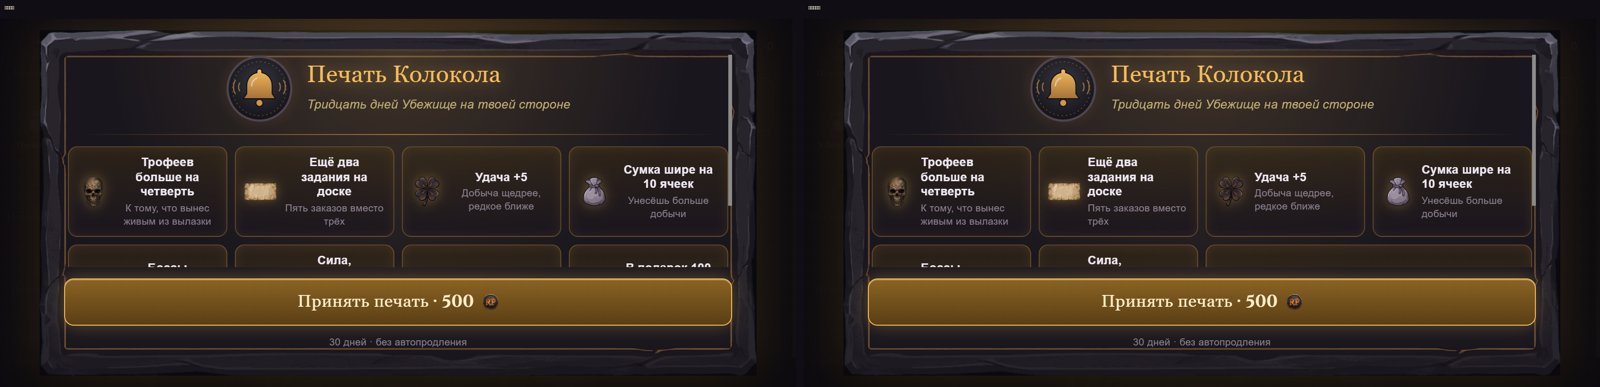 Печать Колокола
Тридцать дней Убежище на твоей стороне
Трофеев
больше на
четверть
К тому, что вынес
живым из вылазки
Ещё два
задания на
доске
Пять заказов вместо
трёх
Удача +5
Добыча щедрее,
редкое ближе
Сумка шире на
10 ячеек
Унесёшь больше
добычи
Сила,
Принять печать · 500
30 дней · без автопродления
Печать Колокола
Тридцать дней Убежище на твоей стороне
Трофеев
больше на
четверть
К тому, что вынес
живым из вылазки
Ещё два
задания на
доске
Пять заказов вместо
трёх
Удача +5
Добыча щедрее,
редкое ближе
Сумка шире на
10 ячеек
Унесёшь больше
добычи
Сила,
Принять печать · 500
30 дней · без автопродления